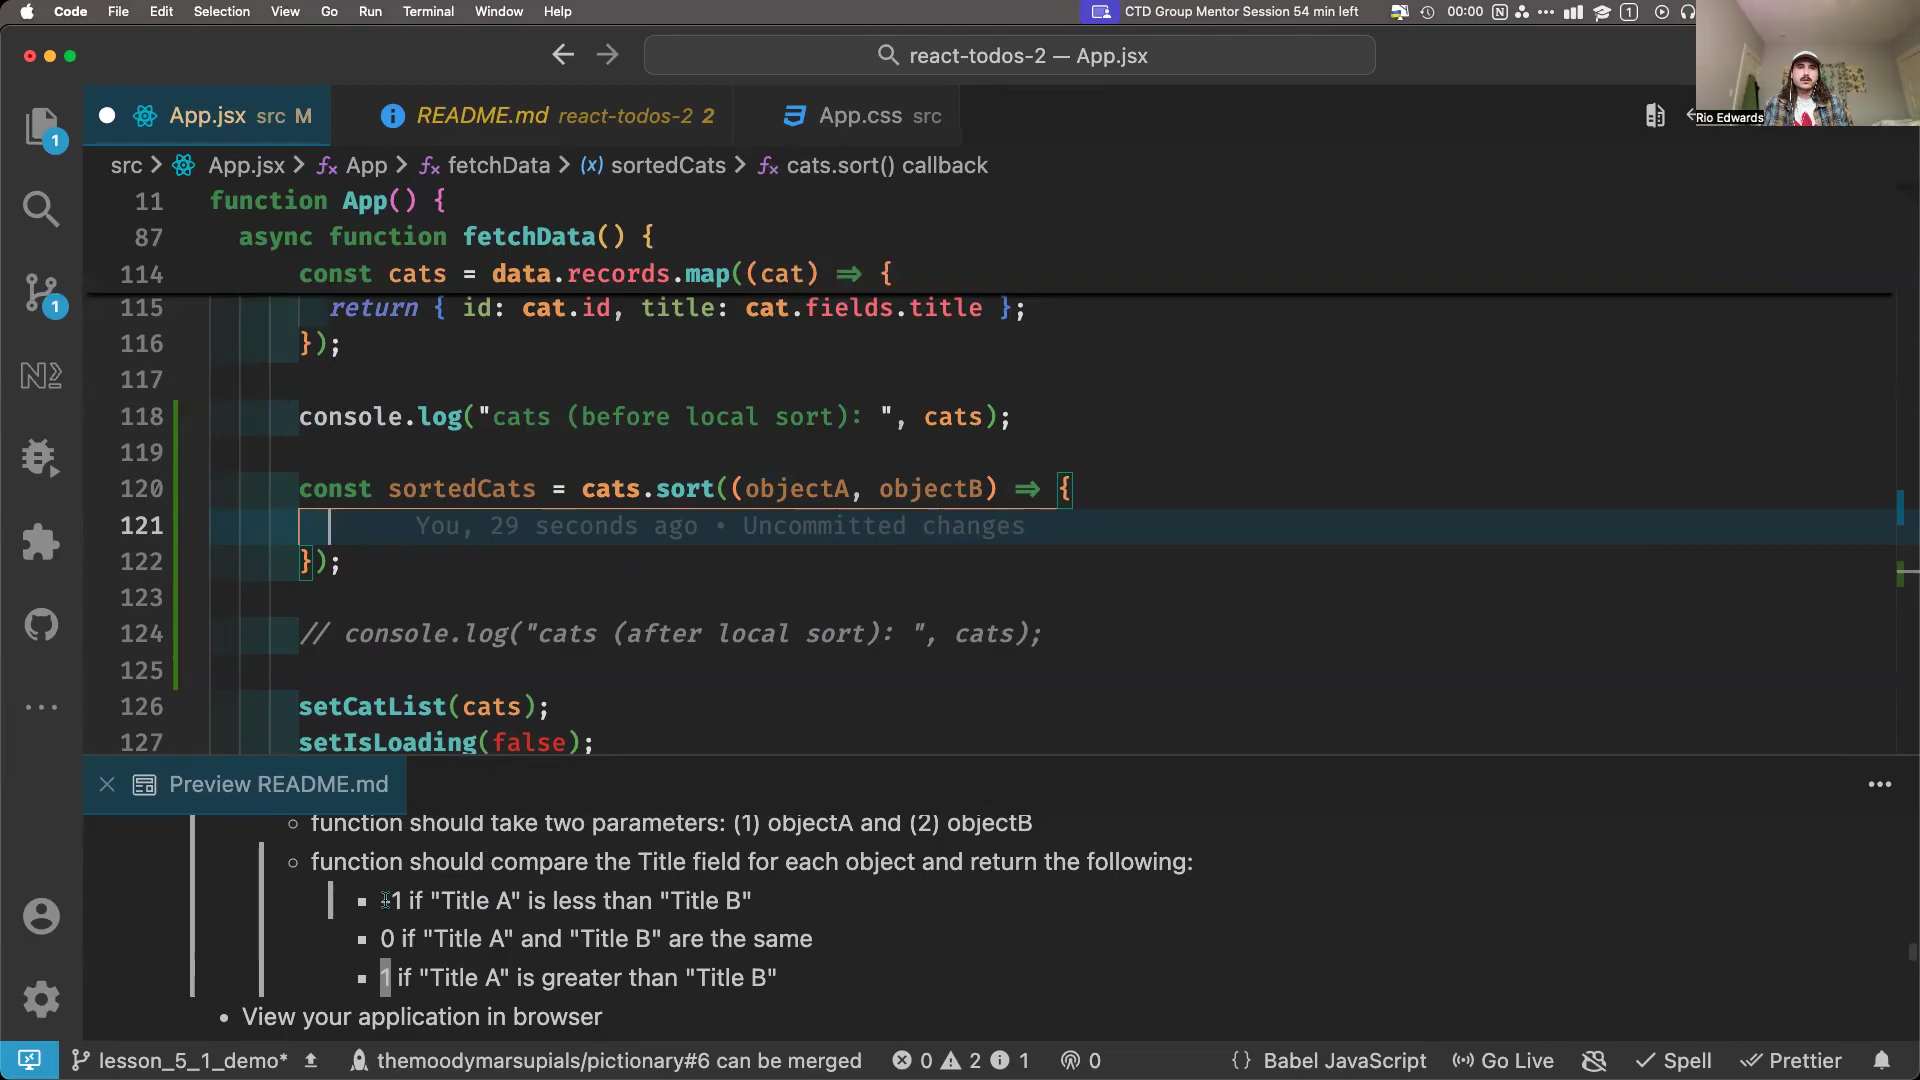 Code File Edit Selection View Go Run Terminal Window Help CTD Group Mentor Session 54 min left 00:00 1
react-todos-2 — App.jsx
App.jsx src M README.md react-todos-2 2 App.css src
Rio Edwards
src > App.jsx > App > fetchData > sortedCats > cats.sort() callback
11 function App() {
87 async function fetchData() {
114 const cats = data.records.map((cat) => {
115 return { id: cat.id, title: cat.fields.title };
116 });
117
118 console.log("cats (before local sort): ", cats);
119
120 const sortedCats = cats.sort((objectA, objectB) => {
121 You, 29 seconds ago • Uncommitted changes
122 });
123
124 // console.log("cats (after local sort): ", cats);
125
126 setCatList(cats);
127 setIsLoading(false);
Preview README.md
function should take two parameters: (1) objectA and (2) objectB
function should compare the Title field for each object and return the following:
-1 if "Title A" is less than "Title B"
0 if "Title A" and "Title B" are the same
1 if "Title A" is greater than "Title B"
View your application in browser
lesson_5_1_demo* themoodymarsupials/pictionary#6 can be merged 0 2 1 0 {} Babel JavaScript Go Live Spell Prettier